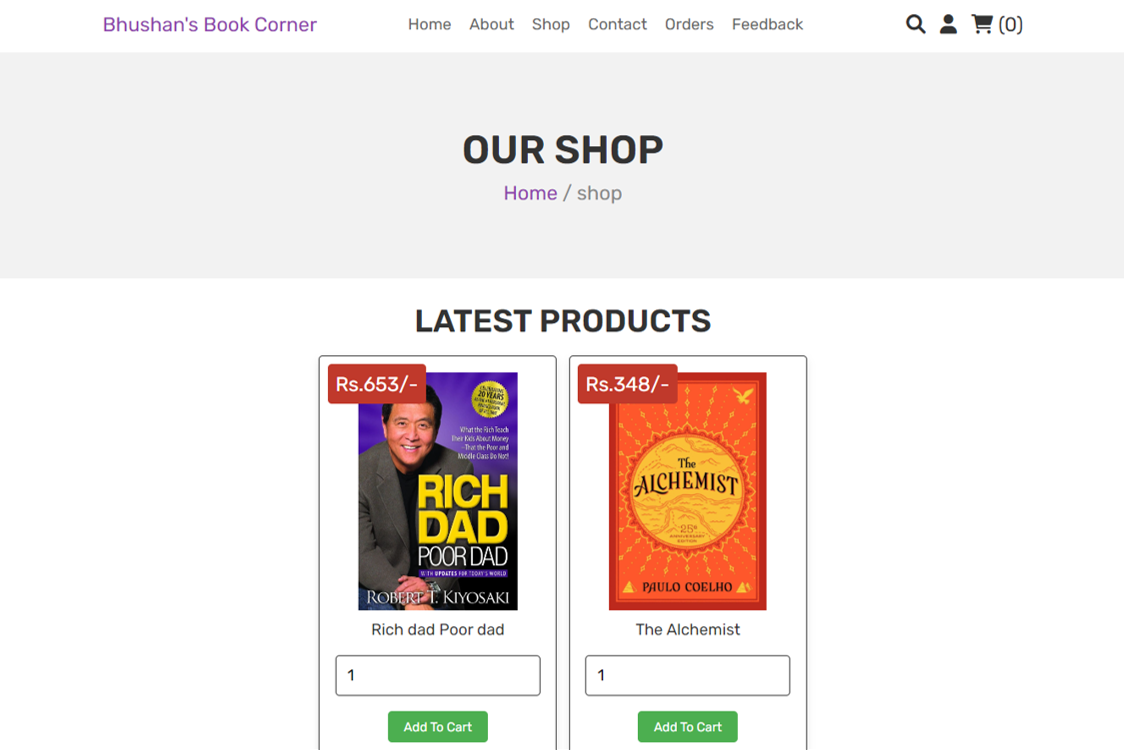 Bhushan's Book Corner
Home About Shop Contact Orders Feedback
(0)
OUR SHOP
Home / shop
LATEST PRODUCTS
Rs.653/-
20 YEARS
What the Rich Teach
Their Kids About Money
-That the Poor and
Middle Class Do Not!
RICH
DAD
POOR DAD
WITH UPDATES FOR TODAY'S WORLD
ROBERT T. KIYOSAKI
Rich dad Poor dad
1
Add To Cart
Rs.348/-
The
ALCHEMIST
25th
ANNIVERSARY
EDITION
PAULO COELHO
The Alchemist
1
Add To Cart